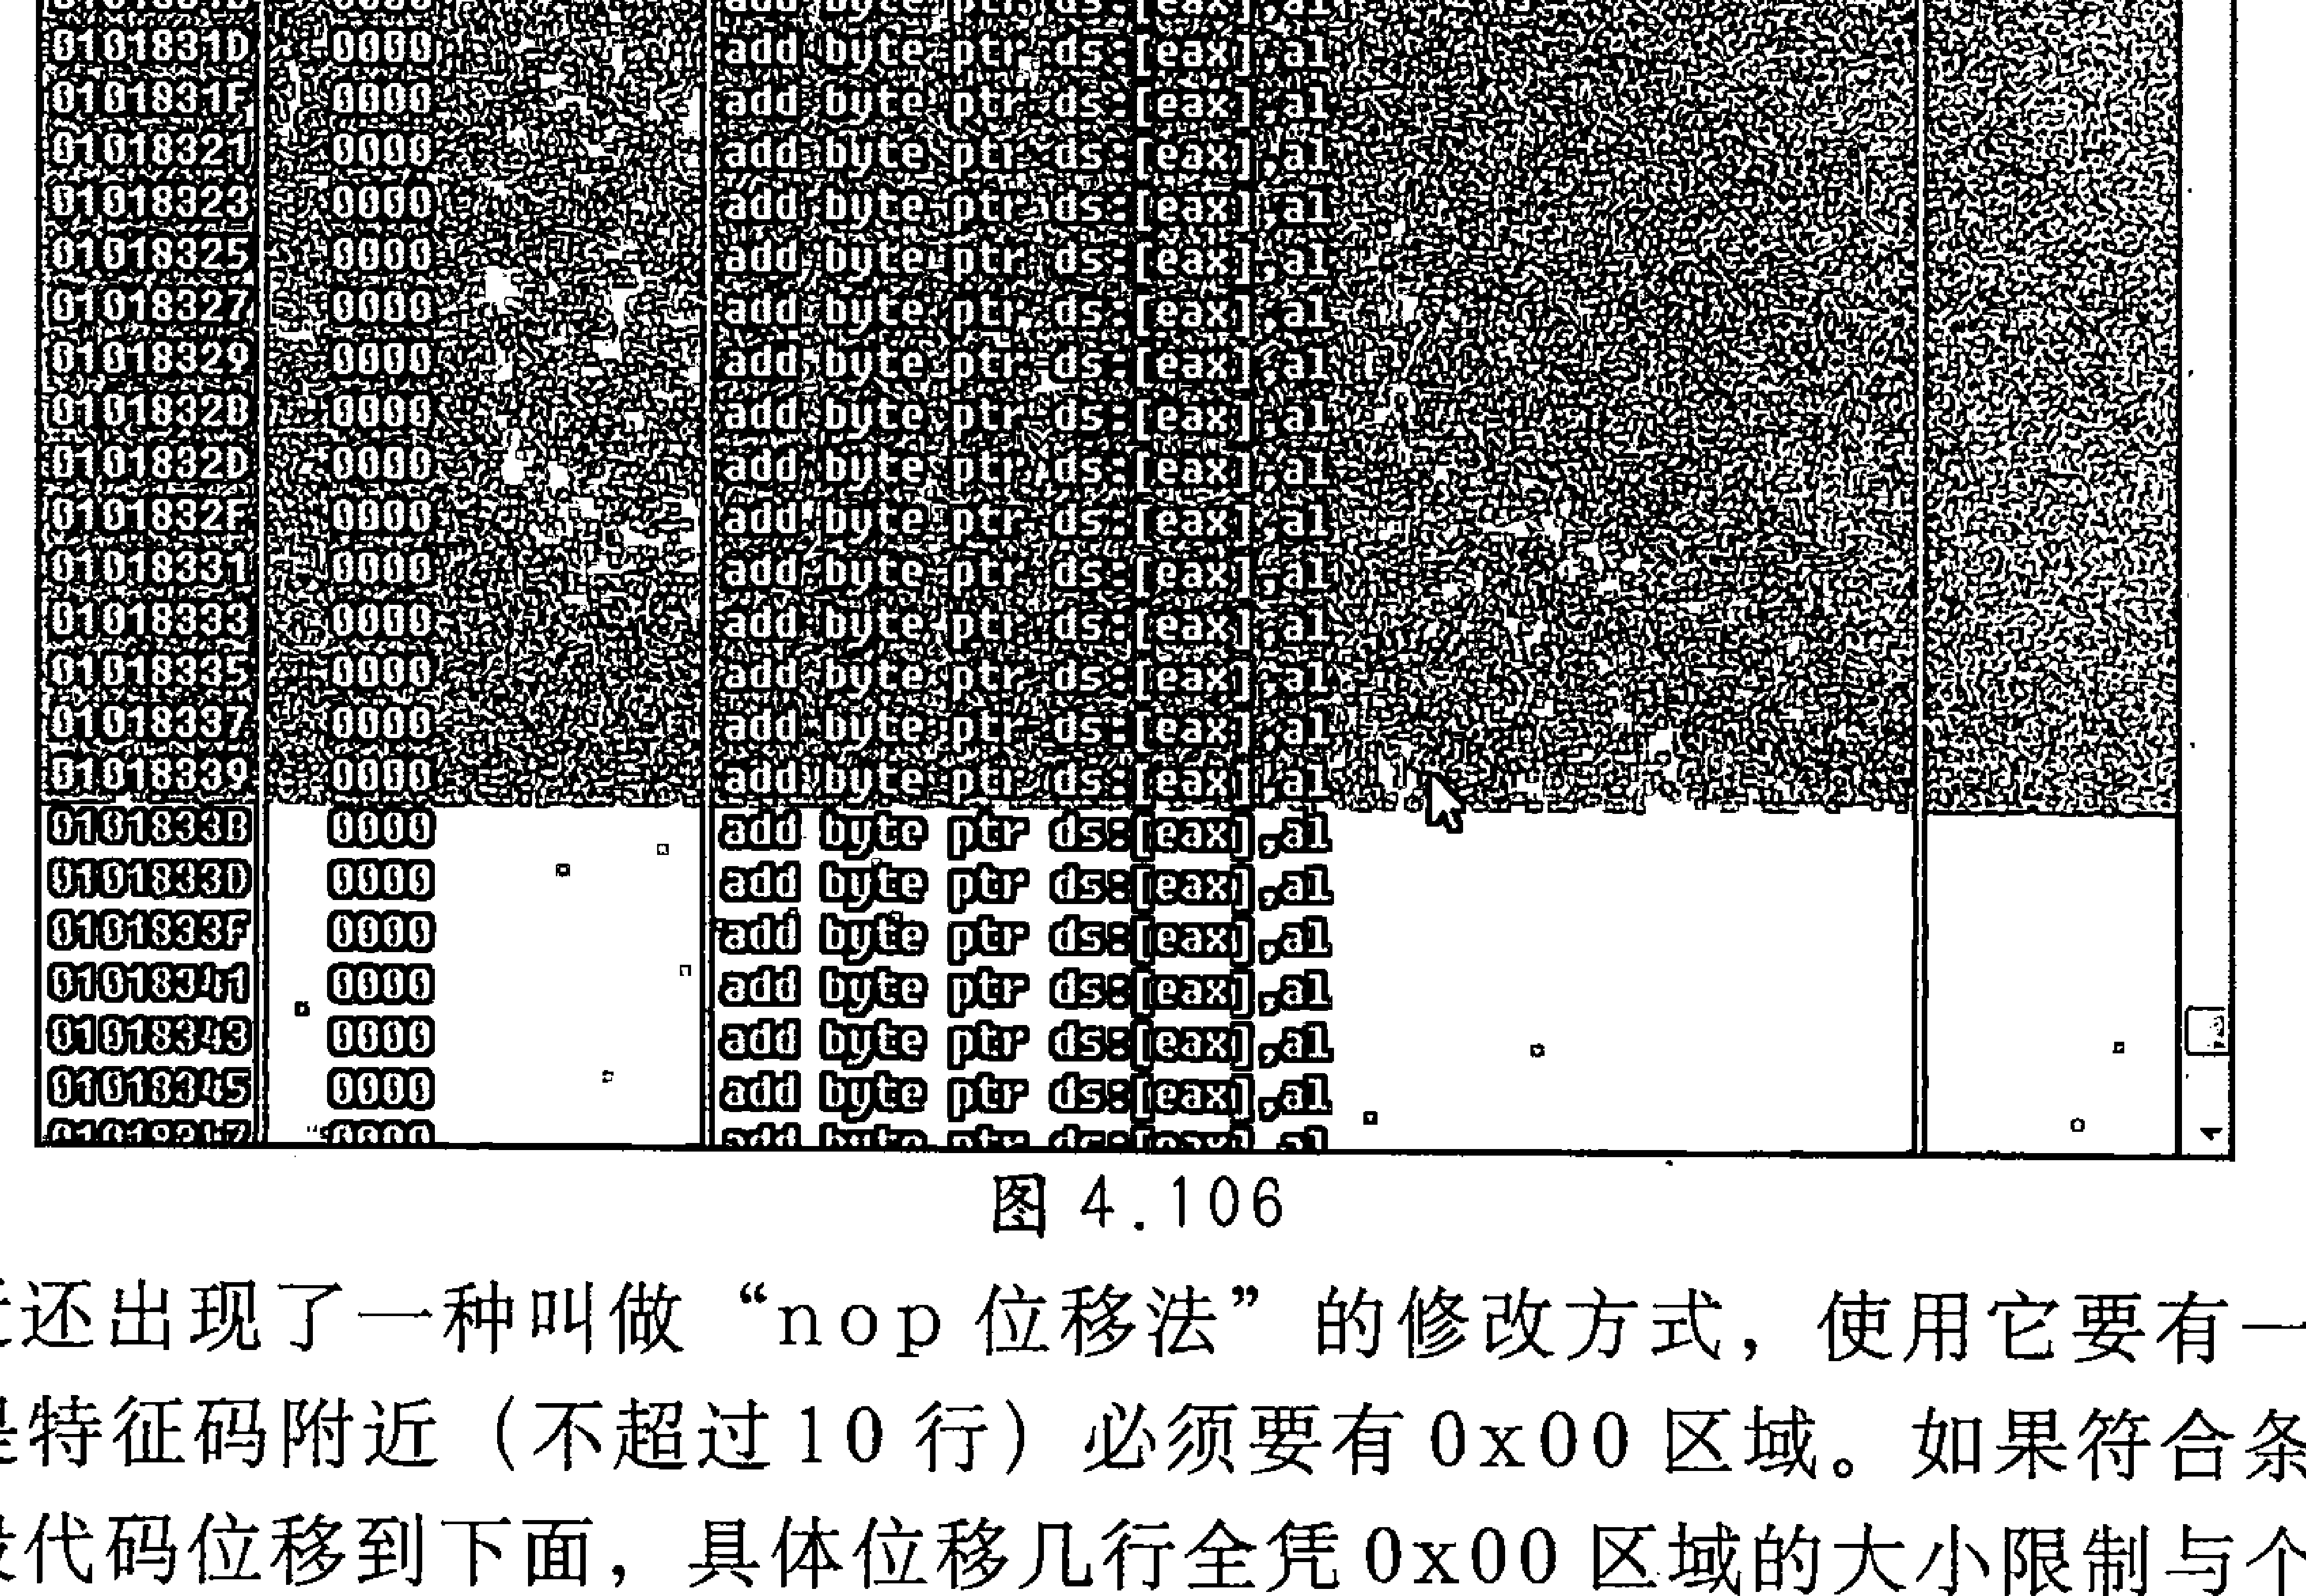 0101831D 0000 add byte ptr ds:[eax],al
0101831F 0000 add byte ptr ds:[eax],al
01018321 0000 add byte ptr ds:[eax],al
01018323 0000 add byte ptr ds:[eax],al
01018325 0000 add byte ptr ds:[eax],al
01018327 0000 add byte ptr ds:[eax],al
01018329 0000 add byte ptr ds:[eax],al
0101832B 0000 add byte ptr ds:[eax],al
0101832D 0000 add byte ptr ds:[eax],al
0101832F 0000 add byte ptr ds:[eax],al
01018331 0000 add byte ptr ds:[eax],al
01018333 0000 add byte ptr ds:[eax],al
01018335 0000 add byte ptr ds:[eax],al
01018337 0000 add byte ptr ds:[eax],al
01018339 0000 add byte ptr ds:[eax],al
0101833B 0000 add byte ptr ds:[eax],al
0101833D 0000 add byte ptr ds:[eax],al
0101833F 0000 add byte ptr ds:[eax],al
01018341 0000 add byte ptr ds:[eax],al
01018343 0000 add byte ptr ds:[eax],al
01018345 0000 add byte ptr ds:[eax],al
图 4.106
还出现了一种叫做“nop 位移法”的修改方式，使用它要有一
特征码附近（不超过10 行）必须要有 0x00 区域。如果符合条
代码位移到下面，具体位移几行全凭 0x00 区域的大小限制与个